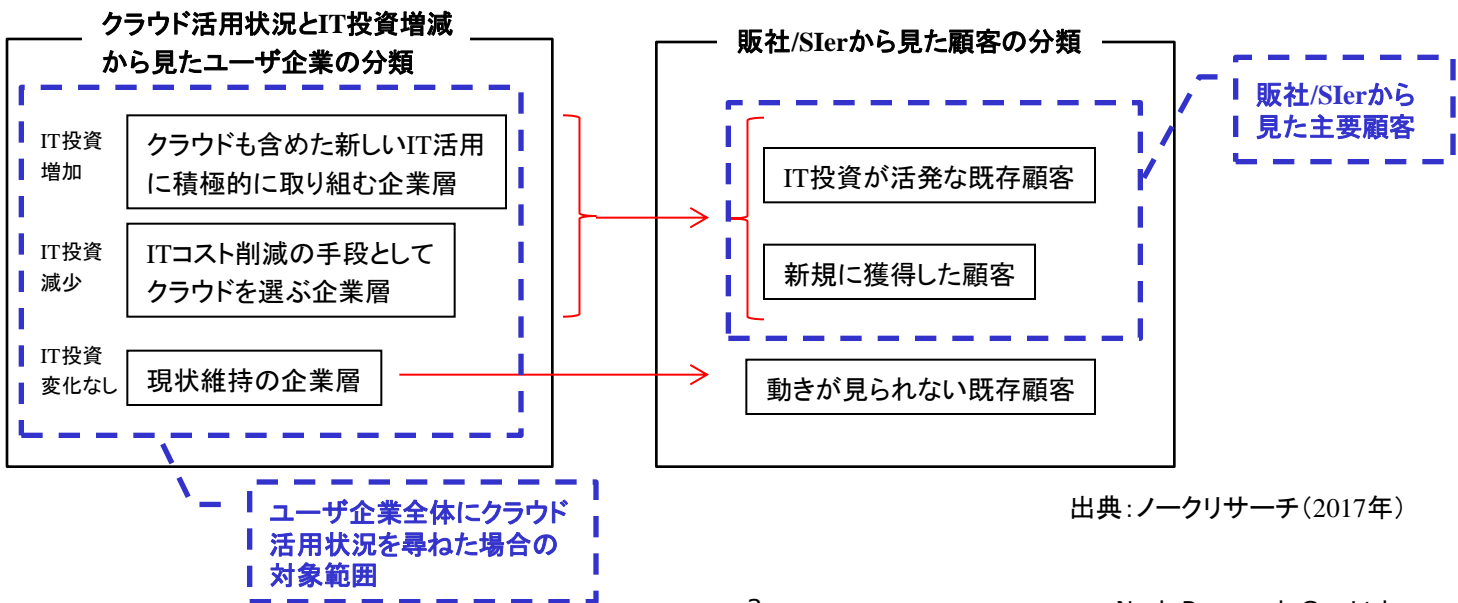 クラウド活用状況とIT投資増減
から見たユーザ企業の分類
IT投資
増加
クラウドも含めた新しいIT活用
に積極的に取り組む企業層
IT投資
減少
ITコスト削減の手段として
クラウドを選ぶ企業層
IT投資
変化なし
現状維持の企業層
ユーザ企業全体にクラウド
活用状況を尋ねた場合の
対象範囲
販社/SIerから見た顧客の分類
IT投資が活発な既存顧客
新規に獲得した顧客
動きが見られない既存顧客
販社/SIerから
見た主要顧客
出典:ノークリサーチ(2017年)